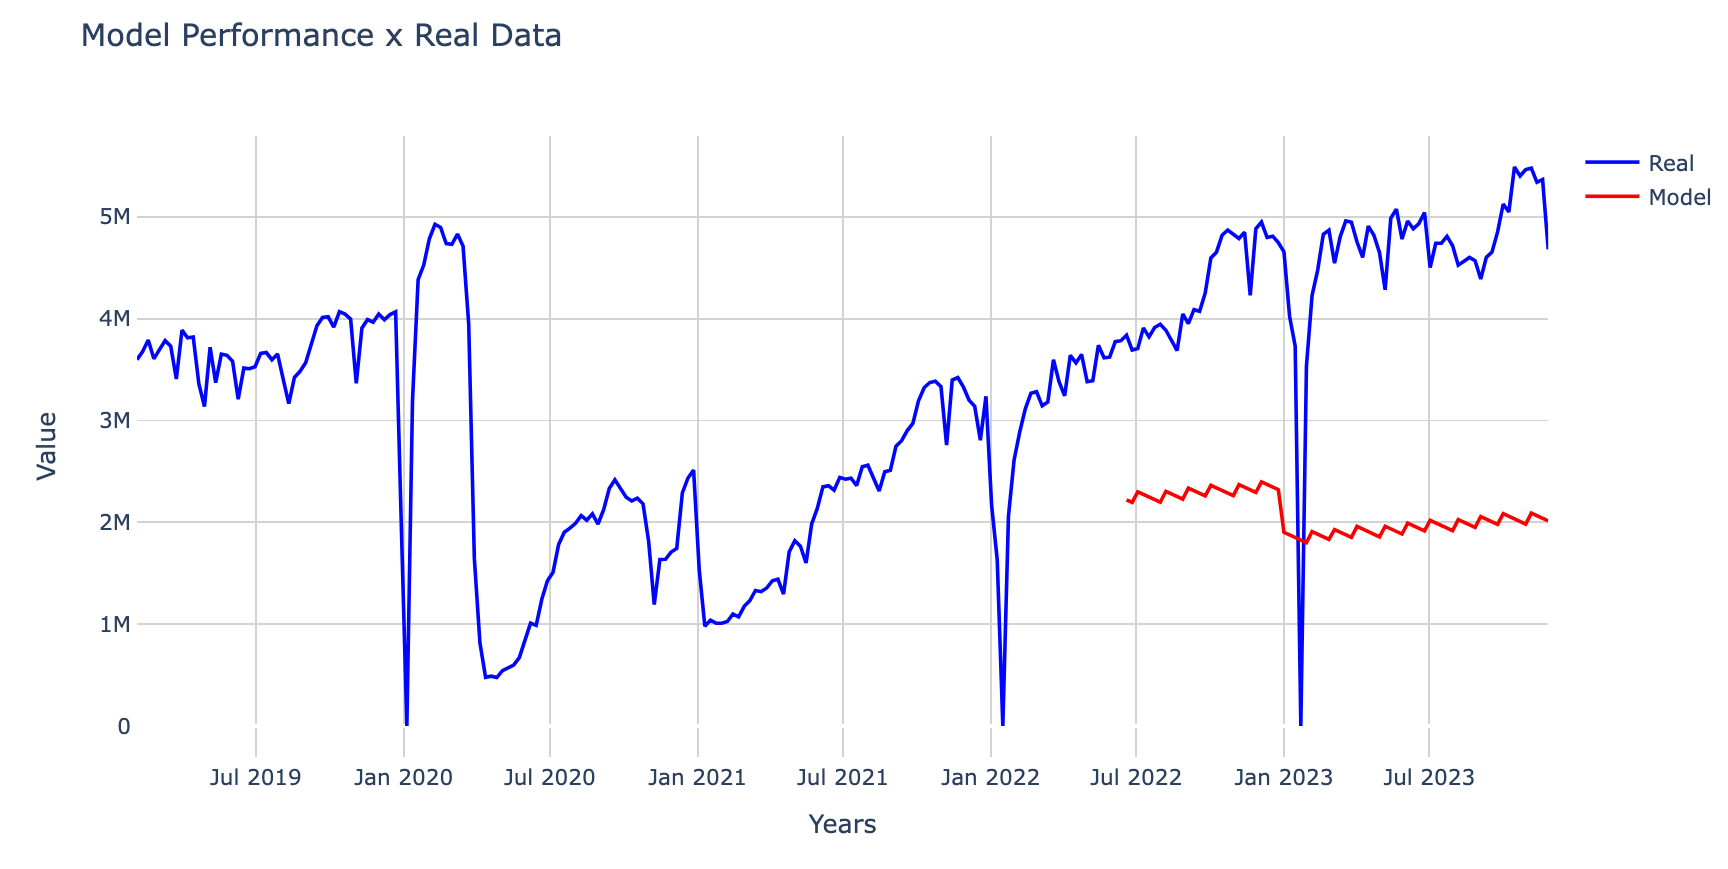 Model Performance x Real Data
Real
Model
Value
5M
4M
3M
2M
1M
0
Jul 2019
Jan 2020
Jul 2020
Jan 2021
Jul 2021
Jan 2022
Jul 2022
Jan 2023
Jul 2023
Years